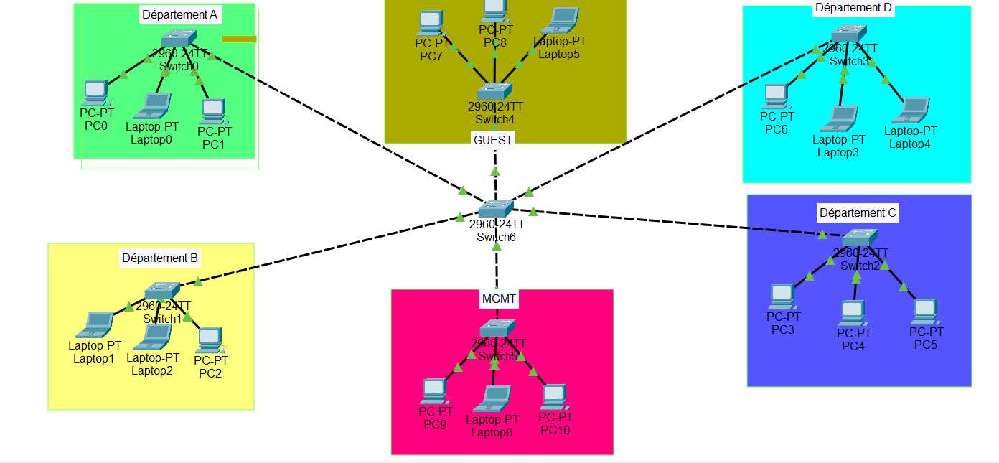 Département A
2960-24TT
Switch0
PC-PT
PC0
Laptop-PT
Laptop0
PC-PT
PC1
PC-PT
PC7
PC-PT
PC8
Laptop-PT
Laptop5
2960-24TT
Switch4
GUEST
Département D
2960-24TT
Switch3
PC-PT
PC6
Laptop-PT
Laptop3
Laptop-PT
Laptop4
2960-24TT
Switch6
Département B
2960-24TT
Switch1
Laptop-PT
Laptop1
Laptop-PT
Laptop2
PC-PT
PC2
MGMT
2960-24TT
Switch5
PC-PT
PC9
Laptop-PT
Laptop6
PC-PT
PC10
Département C
2960-24TT
Switch2
PC-PT
PC3
PC-PT
PC4
PC-PT
PC5